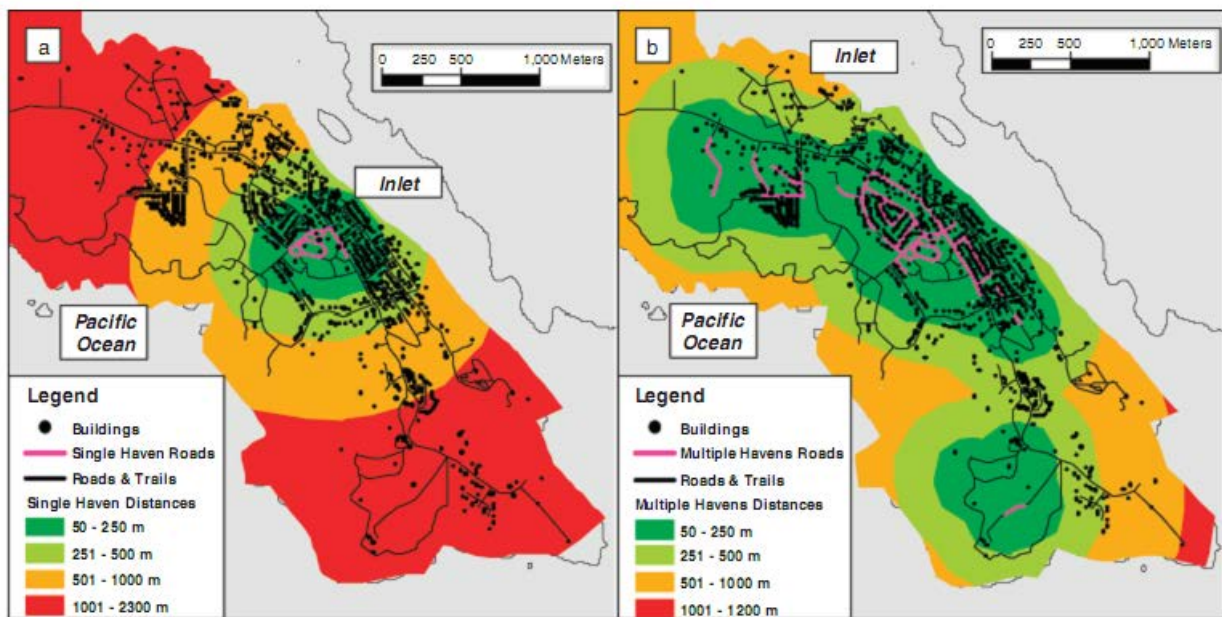 a
0 250 500 1,000 Meters
Inlet
Pacific
Ocean
Legend
Buildings
Single Haven Roads
Roads & Trails
Single Haven Distances
50 - 250 m
251 - 500 m
501 - 1000 m
1001 - 2300 m
b
Inlet
0 250 500 1,000 Meters
Pacific
Ocean
Legend
Buildings
Multiple Havens Roads
Roads & Trails
Multiple Havens Distances
50 - 250 m
251 - 500 m
501 - 1000 m
1001 - 1200 m